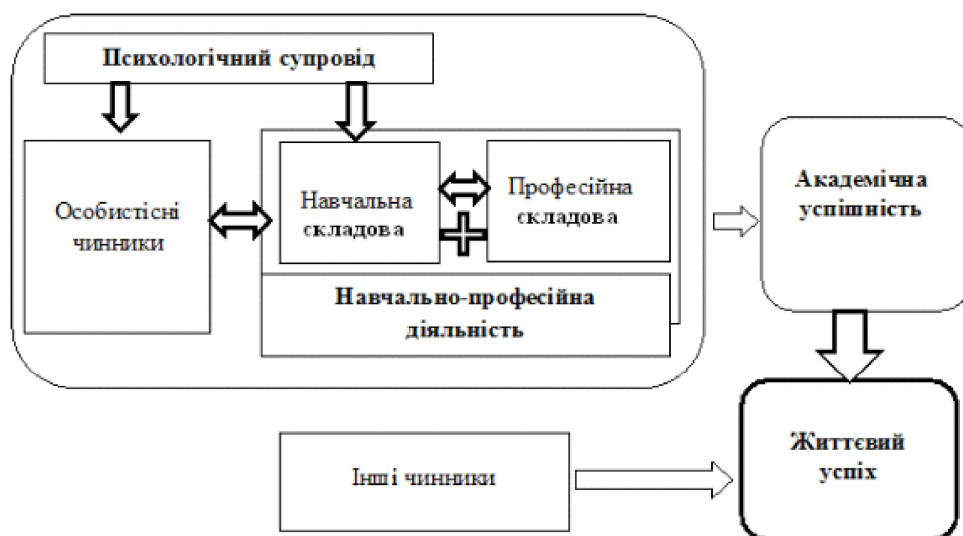 Психологічний супровід
Особистісні
чинники
Навчальна
складова
Професійна
складова
Навчально-професійна
діяльність
Академічна
успішність
Життєвий
успіх
Інші чинники